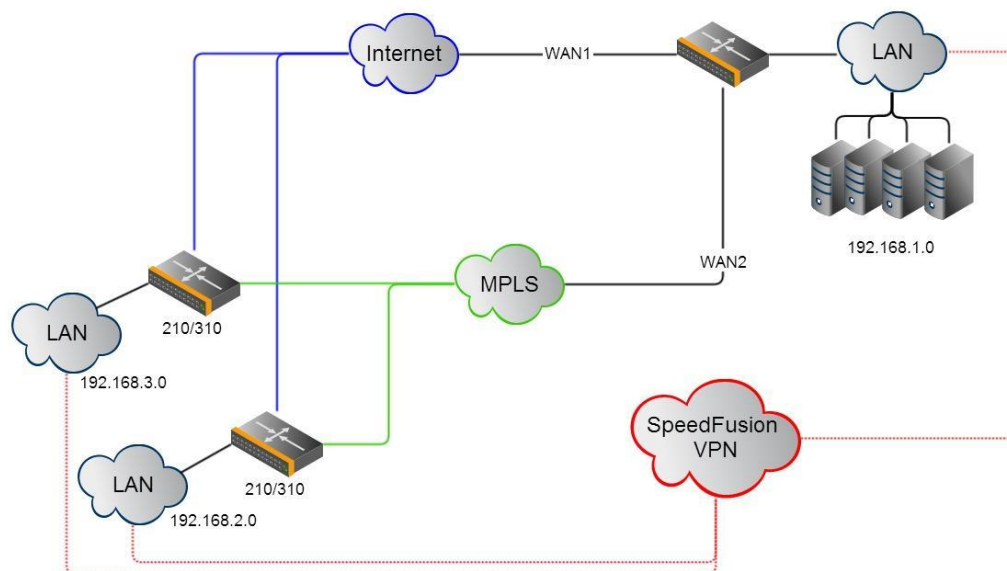 Internet
WAN1
LAN
192.168.1.0
WAN2
MPLS
210/310
LAN
192.168.3.0
SpeedFusion
VPN
LAN
210/310
192.168.2.0